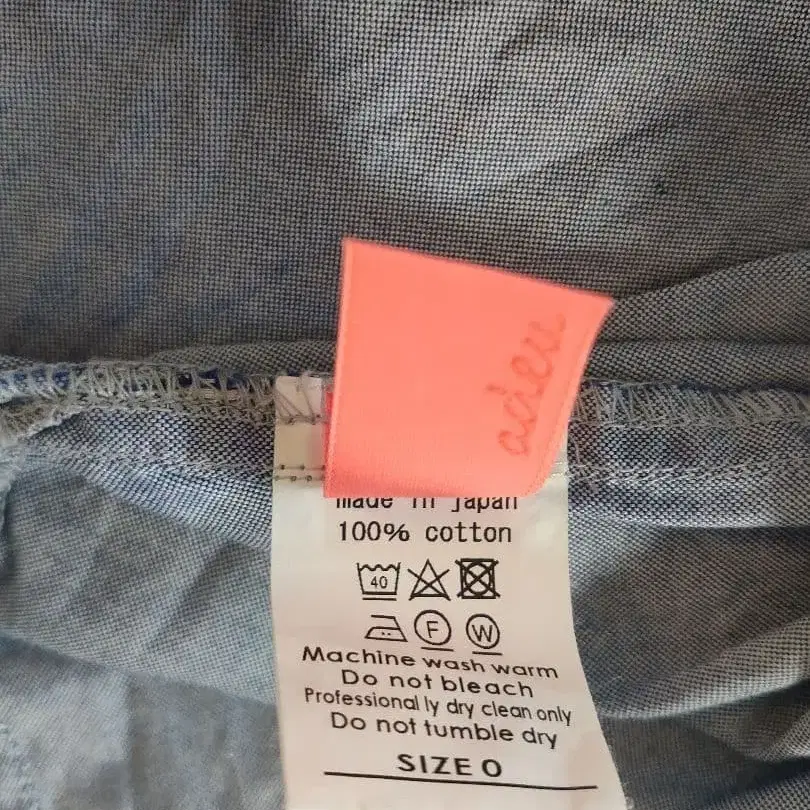 adieu
made in japan
100% cotton
40
F W
Machine wash warm
Do not bleach
Professional ly dry clean only
Do not tumble dry
SIZE 0